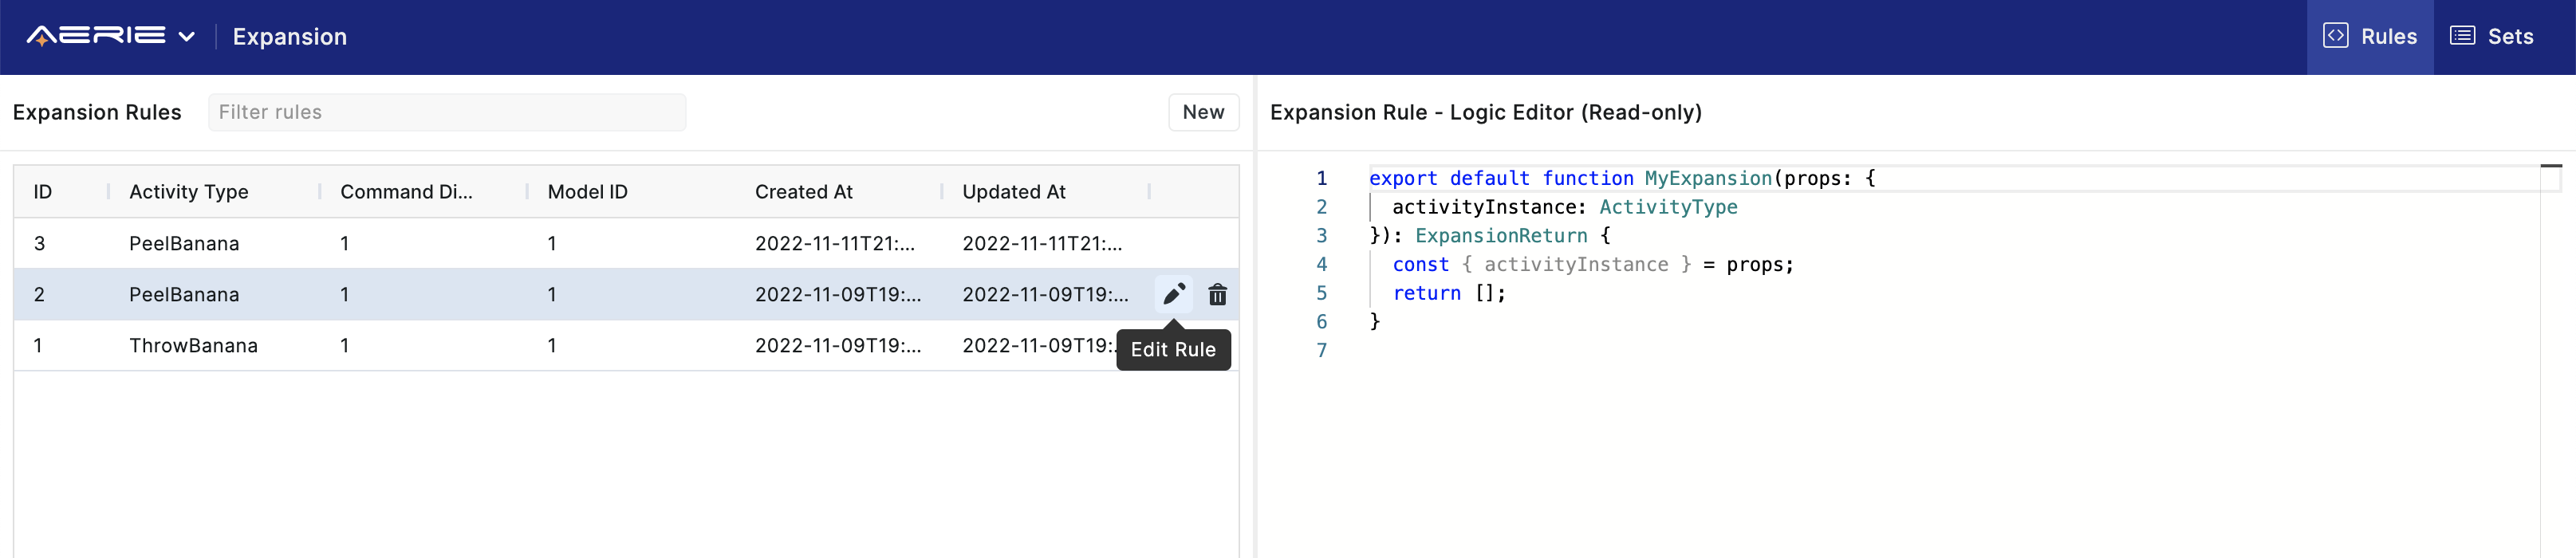 AERIE Expansion Rules Sets
Expansion Rules Filter rules New
ID Activity Type Command Di... Model ID Created At Updated At
3 PeelBanana 1 1 2022-11-11T21:... 2022-11-11T21:...
2 PeelBanana 1 1 2022-11-09T19:... 2022-11-09T19:...
1 ThrowBanana 1 1 2022-11-09T19:... 2022-11-09T19:.
Edit Rule
Expansion Rule - Logic Editor (Read-only)
1 export default function MyExpansion(props: {
2 activityInstance: ActivityType
3 }): ExpansionReturn {
4 const { activityInstance } = props;
5 return [];
6 }
7